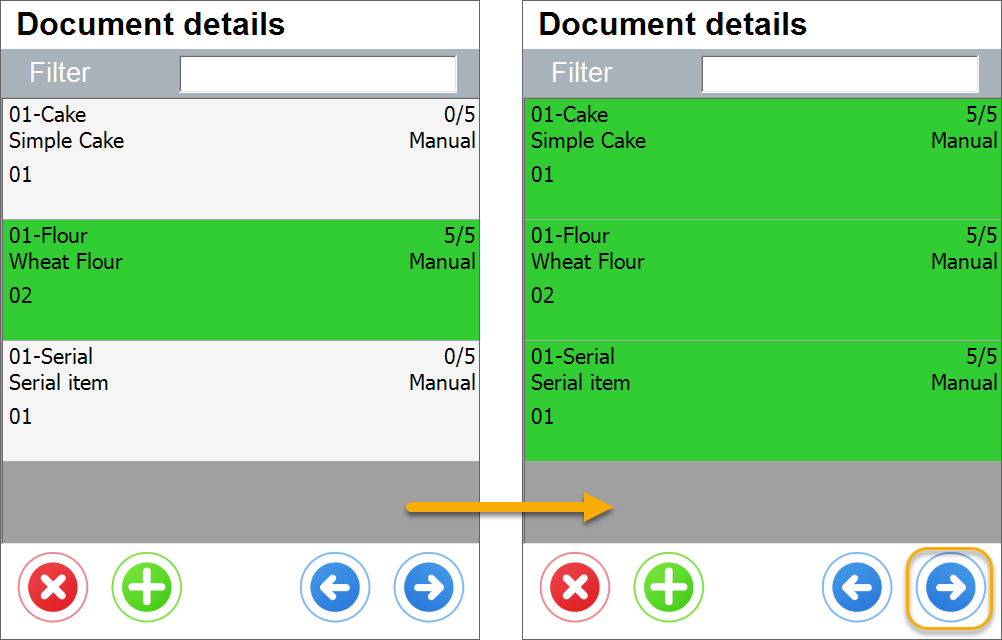 Document details
Filter
01-Cake 0/5
Simple Cake Manual
01
01-Flour 5/5
Wheat Flour Manual
02
01-Serial 0/5
Serial item Manual
01
Document details
Filter
01-Cake 5/5
Simple Cake Manual
01
01-Flour 5/5
Wheat Flour Manual
02
01-Serial 5/5
Serial item Manual
01